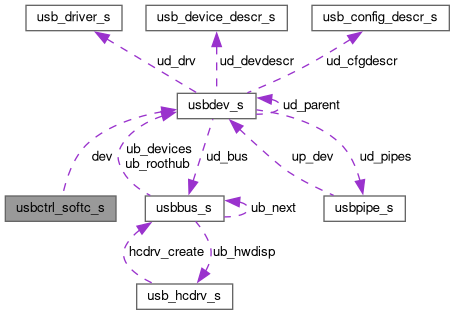 usb_driver_s usb_device_descr_s usb_config_descr_s
ud_drv ud_devdescr ud_cfgdescr
usbdev_s ud_parent
dev ub_devices
ub_roothub ud_bus up_dev ud_pipes
usbctrl_softc_s usbbus_s ub_next usbpipe_s
hcdrv_create ub_hwdisp
usb_hcdrv_s